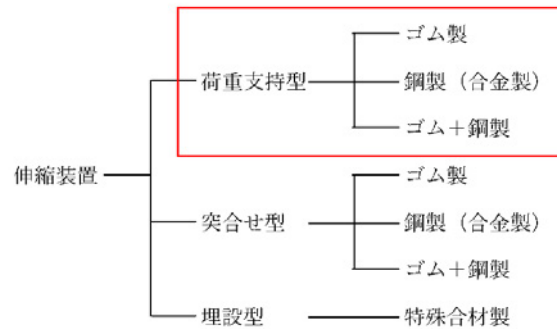 ゴム製
荷重支持型
鋼製（合金製）
ゴム＋鋼製
伸縮装置
ゴム製
突合せ型
鋼製（合金製）
ゴム＋鋼製
埋設型
特殊合材製